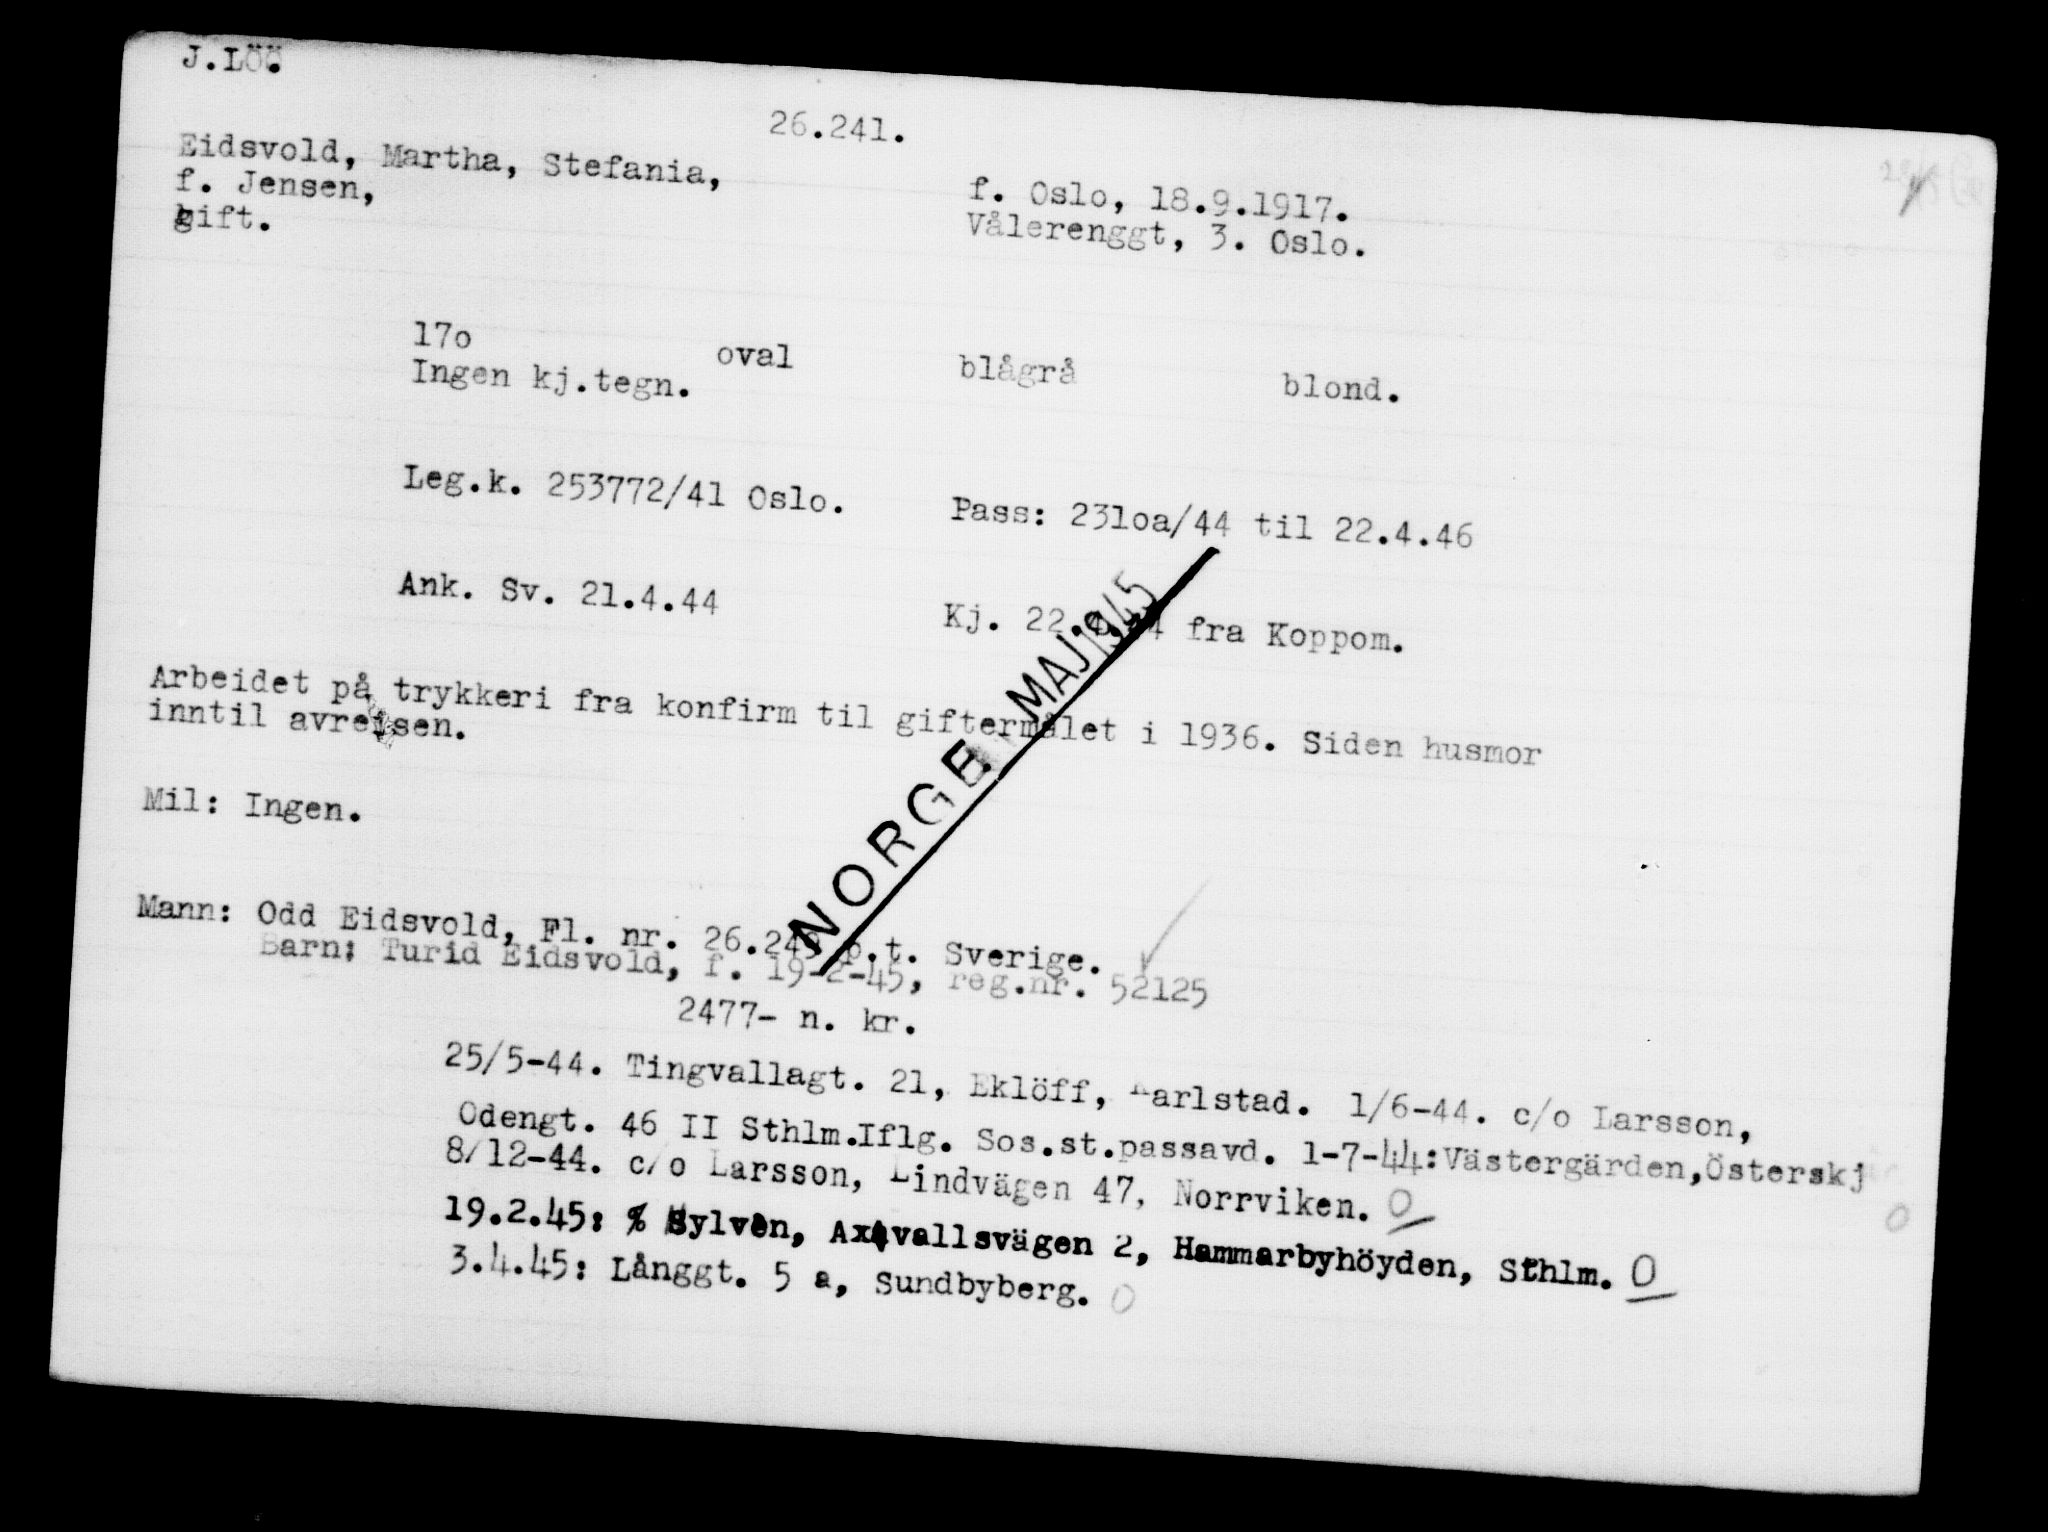 J.Löö.
26.241.
Eidsvold, Martha, Stefania,
f. Jensen,
gift.
f. Oslo, 18.9.1917.
Vålerenggt, 3. Oslo.
17o oval blågrå blond.
Ingen kj.tegn.
Leg.k. 253772/41 Oslo.
Pass: 231oa/44 til 22.4.46
Ank. Sv. 21.4.44
Kj. 22.4.44 fra Koppom.
Arbeidet på trykkeri fra konfirm til giftermålet i 1936. Siden husmor
inntil avreisen.
NORGE. MAJ 1945
Mil: Ingen.
Mann: Odd Eidsvold, Fl. nr. p.t. Sverige.
Barn: Turid Eidsvold, f. 19-2-45, reg.nr. 52125
2477- n. kr.
25/5-44. Tingvallagt. 21, Eklöff, Karlstad. 1/6-44. c/o Larsson,
Odengt. 46 II Sthlm.Iflg. Sos.st.passavd. 1-7-44:Västergärden,Österskj
8/12-44. c/o Larsson, Lindvägen 47, Norrviken. O
19.2.45: % Sylven, Axvallsvägen 2, Hammarbyhöyden, Sthlm. O
3.4.45: Långgt. 5 a, Sundbyberg. O